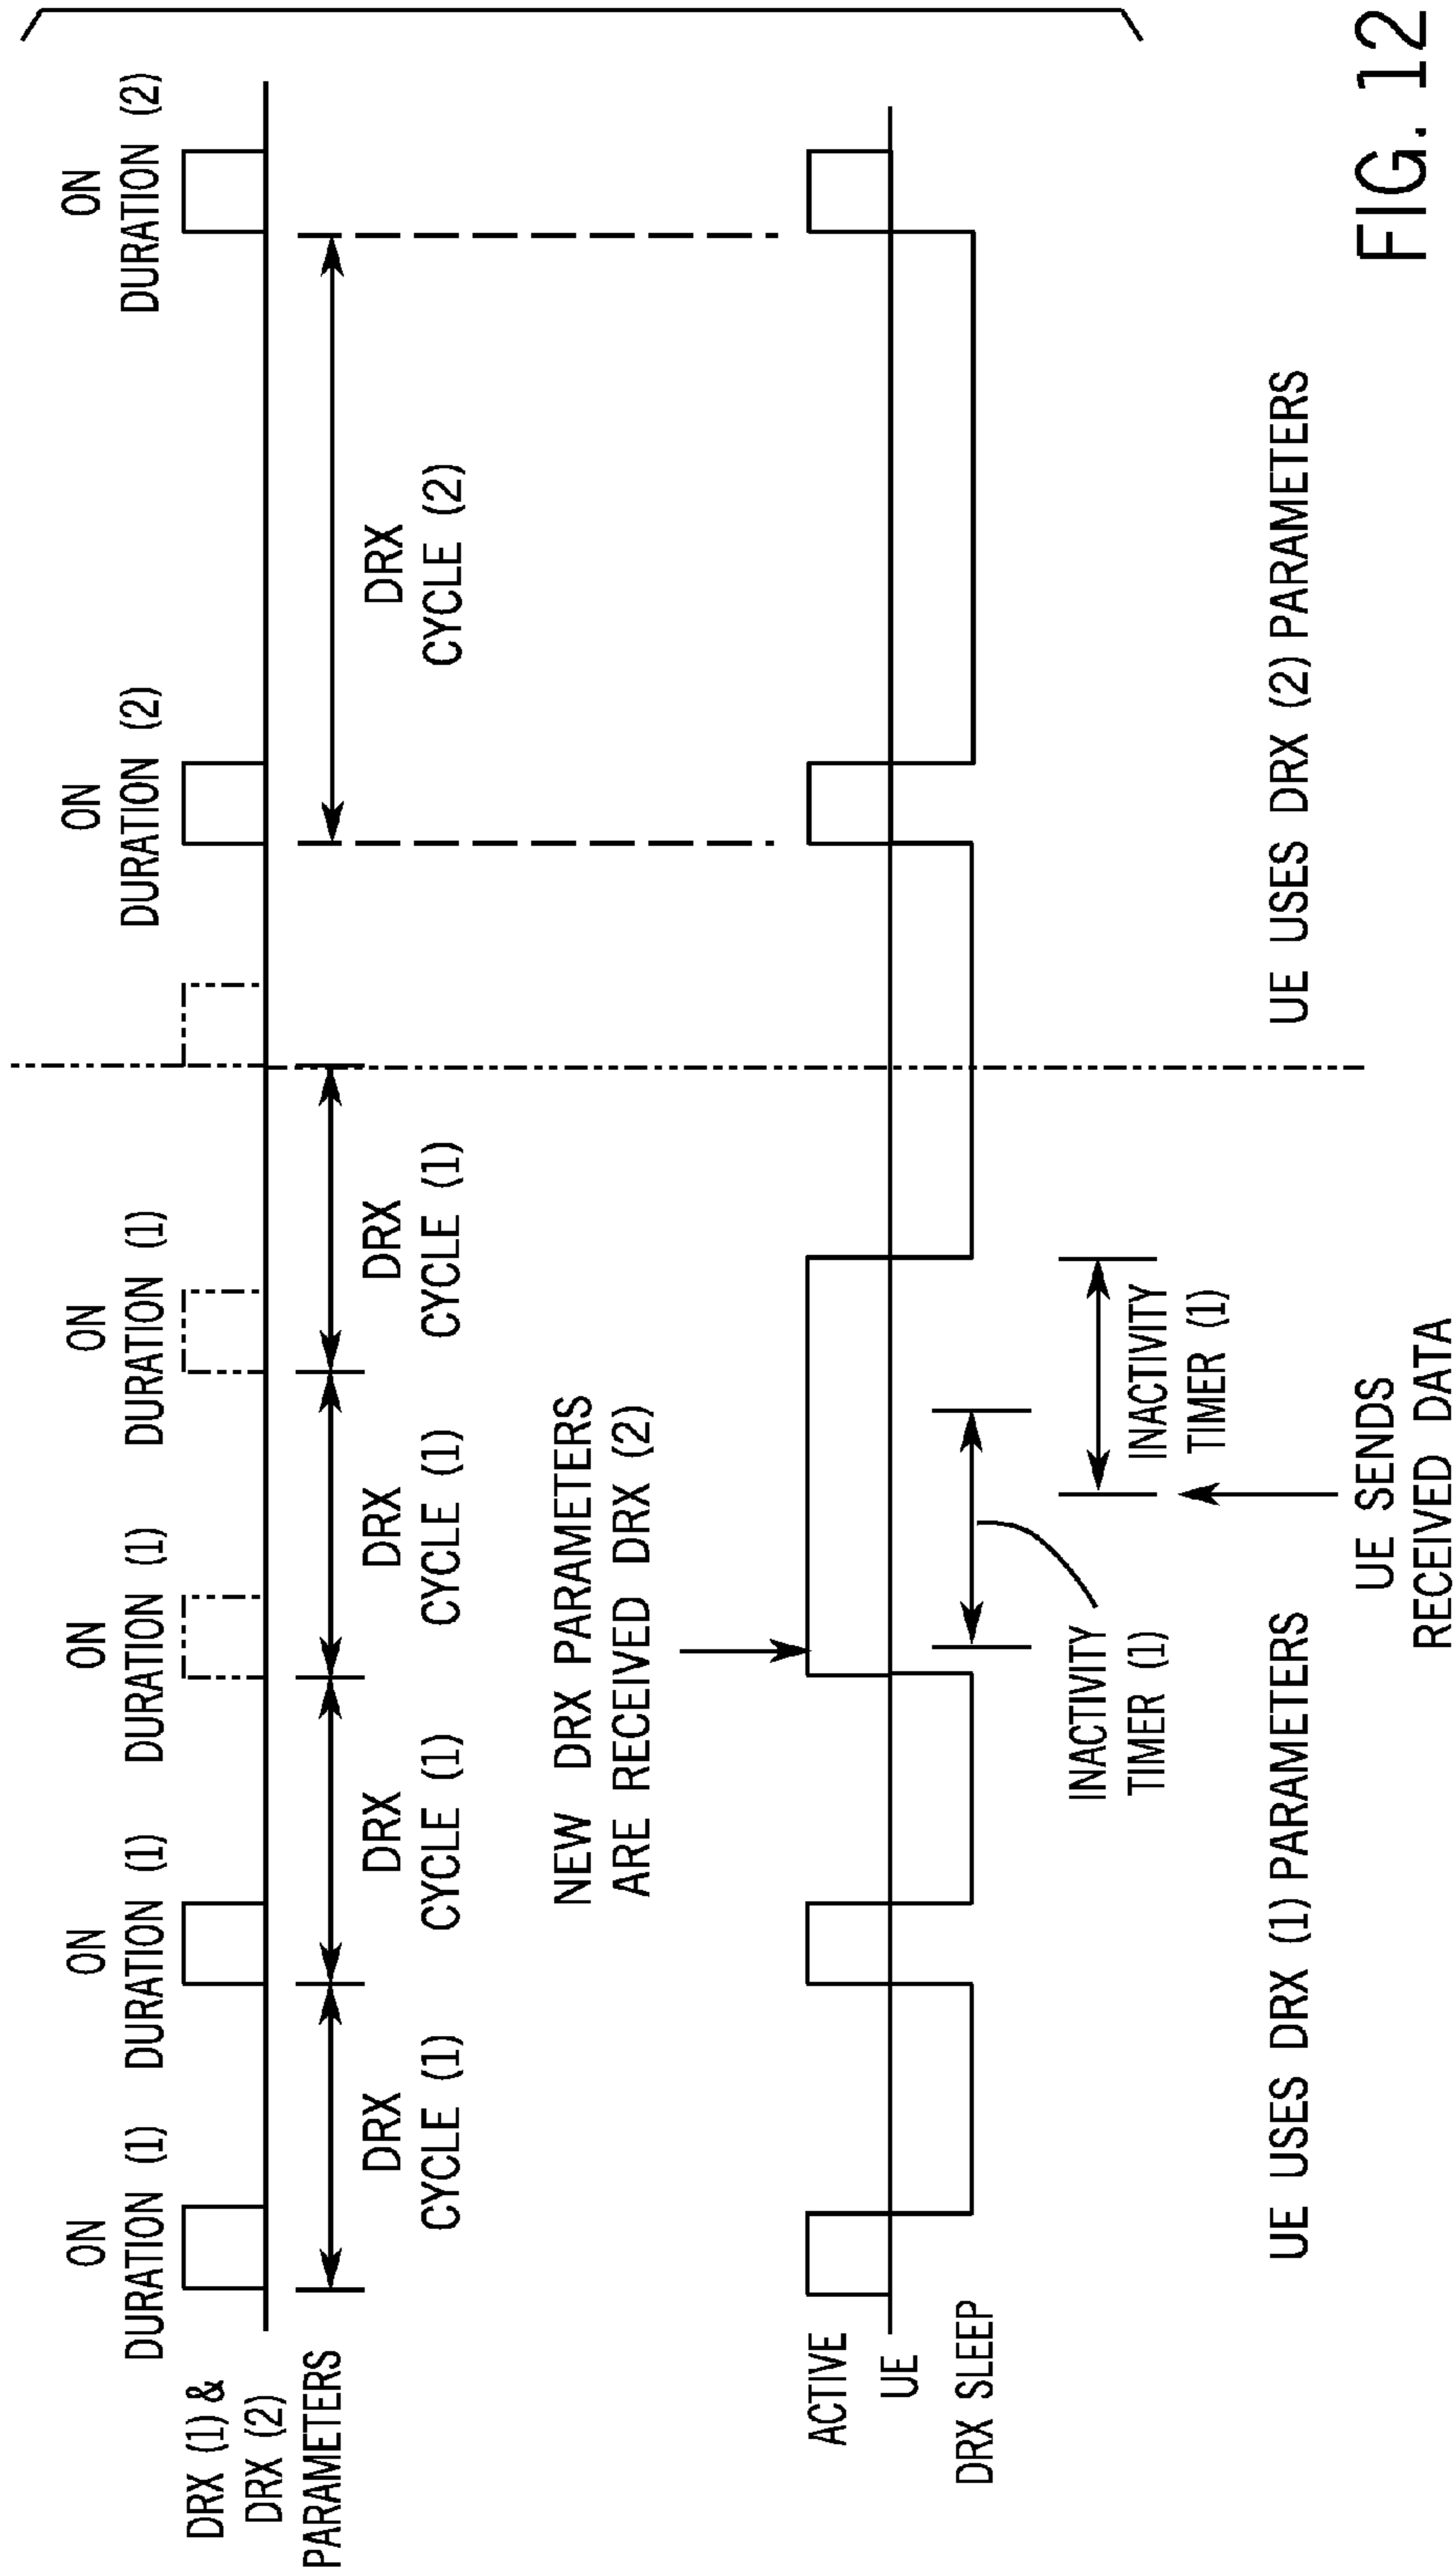 ON
DURATION (1)
ON
DURATION (1)
ON
DURATION (1)
ON
DURATION (1)
ON
DURATION (2)
ON
DURATION (2)
DRX (1) &
DRX (2)
PARAMETERS
DRX
CYCLE (1)
DRX
CYCLE (1)
DRX
CYCLE (1)
DRX
CYCLE (1)
DRX
CYCLE (2)
NEW DRX PARAMETERS
ARE RECEIVED DRX (2)
ACTIVE
UE
DRX SLEEP
INACTIVITY
TIMER (1)
INACTIVITY
TIMER (1)
UE USES DRX (1) PARAMETERS
UE USES DRX (2) PARAMETERS
UE SENDS
RECEIVED DATA
FIG. 12